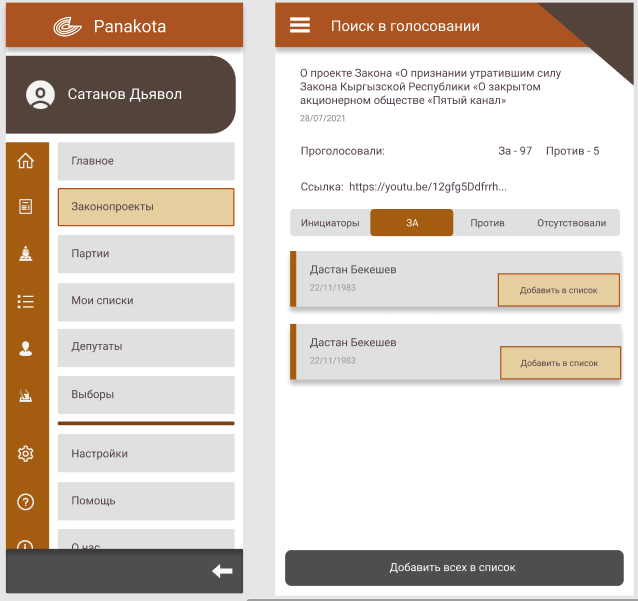 Panakota
Сатанов Дьявол
Главное
Законопроекты
Партии
Мои списки
Депутаты
Выборы
Настройки
Помощь
О нас
Поиск в голосовании
О проекте Закона «О признании утратившим силу
Закона Кыргызской Республики «О закрытом
акционерном обществе «Пятый канал»
28/07/2021
Проголосовали: За - 97 Против - 5
Ссылка: https://youtu.be/12gfg5Ddfrrh...
Инициаторы ЗА Против Отсутствовали
Дастан Бекешев
22/11/1983
Добавить в список
Дастан Бекешев
22/11/1983
Добавить в список
Добавить всех в список